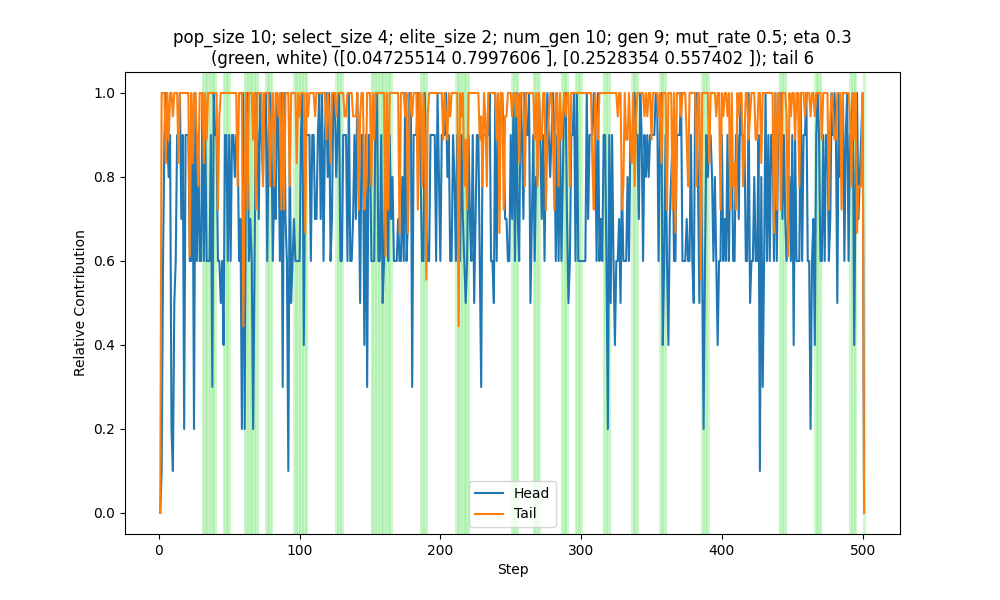 pop_size 10; select_size 4; elite_size 2; num_gen 10; gen 9; mut_rate 0.5; eta 0.3
(green, white) ([0.04725514 0.7997606 ], [0.2528354 0.557402 ]); tail 6
1.0
0.8
0.6
0.4
0.2
0.0
Relative Contribution
Head
Tail
0
100
200
300
400
500
Step